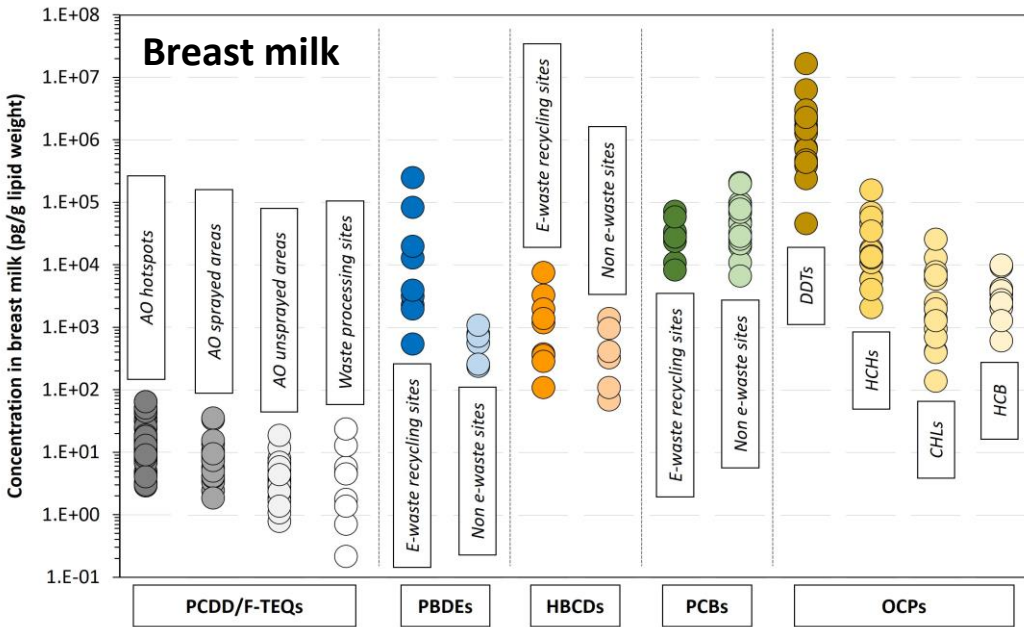 Breast milk
Concentration in breast milk (pg/g lipid weight)
1.E+08
1.E+07
1.E+06
1.E+05
1.E+04
1.E+03
1.E+02
1.E+01
1.E+00
1.E-01
AO hotspots
AO sprayed areas
AO unsprayed areas
Waste processing sites
E-waste recycling sites
Non e-waste sites
E-waste recycling sites
Non e-waste sites
E-waste recycling sites
Non e-waste sites
DDTs
HCHs
CHLs
HCB
PCDD/F-TEQs
PBDEs
HBCDs
PCBs
OCPs